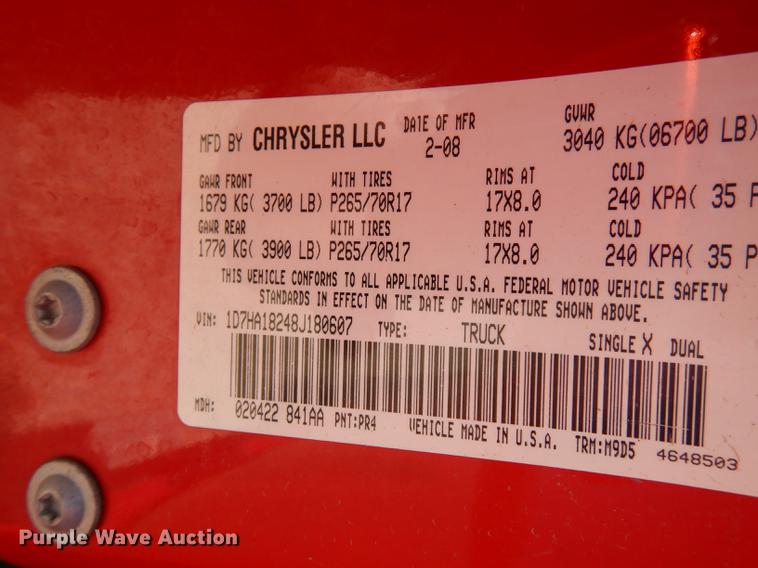 MFD BY CHRYSLER LLC DATE OF MFR 2-08 GVWR 3040 KG(06700 LB)
GAWR FRONT WITH TIRES RIMS AT COLD
1679 KG( 3700 LB) P265/70R17 17X8.0 240 KPA( 35 P
GAWR REAR WITH TIRES RIMS AT COLD
1770 KG( 3900 LB) P265/70R17 17X8.0 240 KPA( 35 P
THIS VEHICLE CONFORMS TO ALL APPLICABLE U.S.A. FEDERAL MOTOR VEHICLE SAFETY
STANDARDS IN EFFECT ON THE DATE OF MANUFACTURE SHOWN ABOVE.
VIN: 1D7HA18248J180607 TYPE: TRUCK SINGLE X DUAL
MDH: 020422 841AA PNT:PR4 VEHICLE MADE IN U.S.A. TRM:M9D5 4648503
Purple Wave Auction